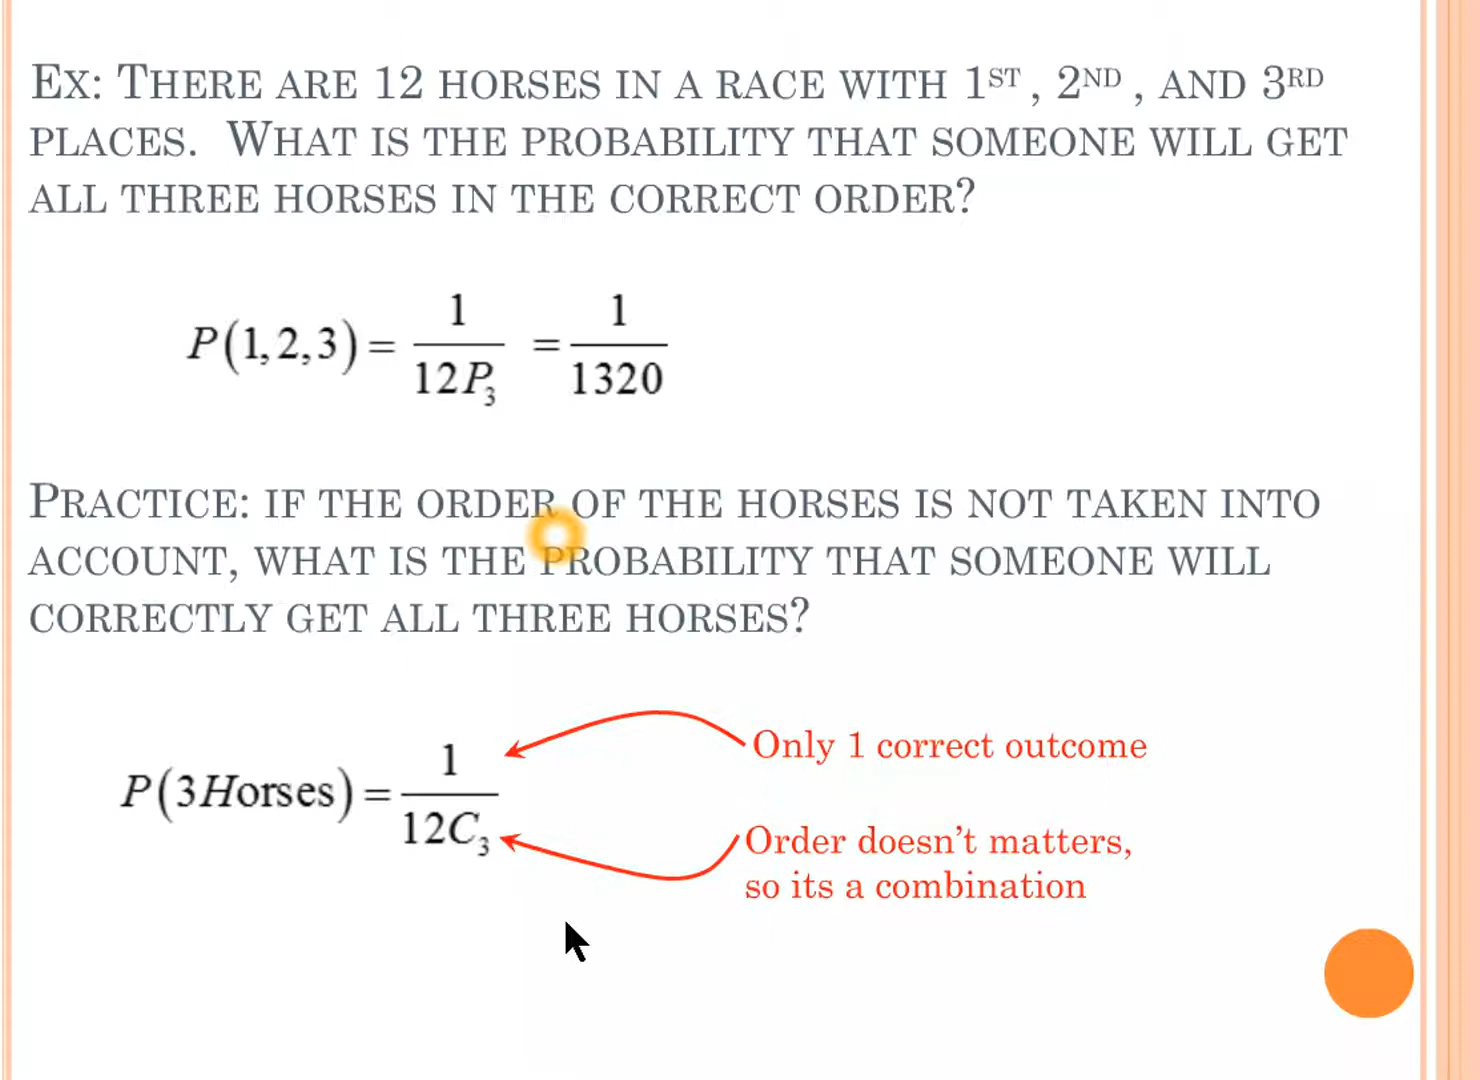 EX: THERE ARE 12 HORSES IN A RACE WITH 1ST , 2ND , AND 3RD
PLACES.  WHAT IS THE PROBABILITY THAT SOMEONE WILL GET
ALL THREE HORSES IN THE CORRECT ORDER?
P(1,2,3) = 1/12P₃ = 1/1320
PRACTICE: IF THE ORDER OF THE HORSES IS NOT TAKEN INTO
ACCOUNT, WHAT IS THE PROBABILITY THAT SOMEONE WILL
CORRECTLY GET ALL THREE HORSES?
P(3Horses) = 1/12C₃
Only 1 correct outcome
Order doesn't matters,
so its a combination